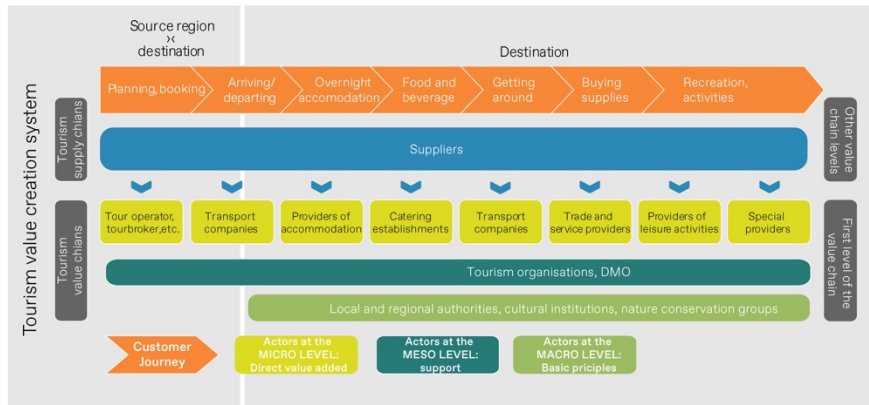 Source region
›‹
destination
Destination
Planning, booking
Arriving/
departing
Overnight
accomodation
Food and
beverage
Getting
around
Buying
supplies
Recreation,
activities
Tourism value creation system
Tourism
supply chians
Other value
chain levels
Suppliers
Tourism
value chians
First level of the
value chain
Tour operator,
tourbroker,etc.
Transport
companies
Providers of
accommodation
Catering
establishments
Transport
companies
Trade and
service providers
Providers of
leisure activities
Special
providers
Tourism organisations, DMO
Local and regional authorities, cultural institutions, nature conservation groups
Customer
Journey
Actors at the
MICRO LEVEL:
Direct value added
Actors at the
MESO LEVEL:
support
Actors at the
MACRO LEVEL:
Basic priciples